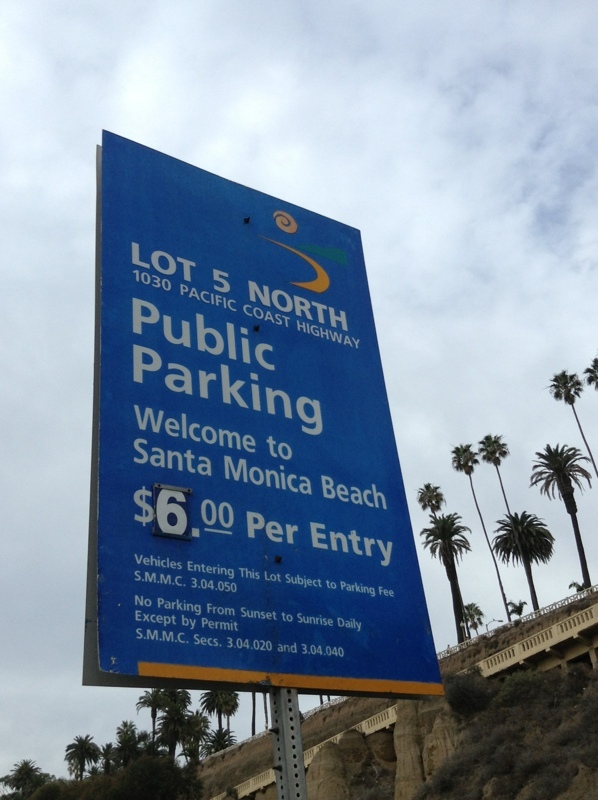 LOT 5 NORTH
1030 PACIFIC COAST HIGHWAY
Public
Parking
Welcome to
Santa Monica Beach
$6.00 Per Entry
Vehicles Entering This Lot Subject to Parking Fee
S.M.M.C. 3.04.050
No Parking From Sunset to Sunrise Daily
Except by Permit
S.M.M.C. Secs. 3.04.020 and 3.04.040